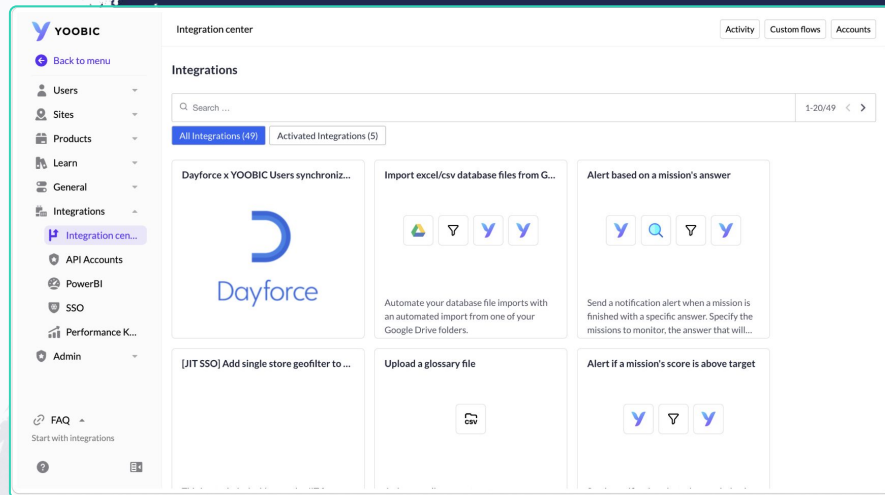 YOOBIC
Integration center
Activity
Custom flows
Accounts
Back to menu
Users
Sites
Products
Learn
General
Integrations
Integration cen...
API Accounts
PowerBI
SSO
Performance K...
Admin
FAQ
Start with integrations
Integrations
Search ...
1-20/49
All Integrations (49)
Activated Integrations (5)
Dayforce x YOOBIC Users synchroniz...
Dayforce
Import excel/csv database files from G...
Automate your database file imports with
an automated import from one of your
Google Drive folders.
Alert based on a mission's answer
Send a notification alert when a mission is
finished with a specific answer. Specify the
missions to monitor, the answer that will...
[JIT SSO] Add single store geofilter to ...
Upload a glossary file
CSV
Alert if a mission's score is above target